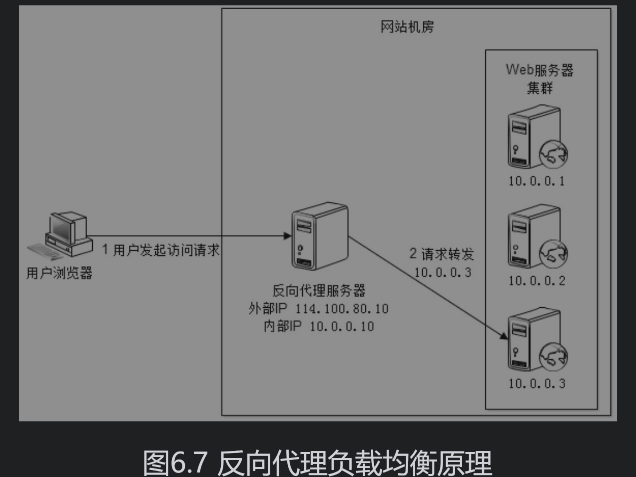 网站机房
Web服务器
集群
10.0.0.1
10.0.0.2
10.0.0.3
用户浏览器
1 用户发起访问请求
反向代理服务器
外部IP 114.100.80.10
内部IP 10.0.0.10
2 请求转发
10.0.0.3
图6.7 反向代理负载均衡原理